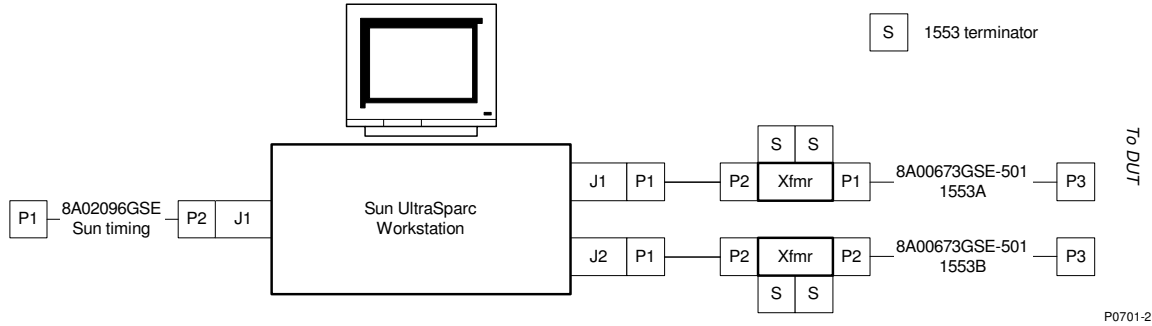 S 1553 terminator
To DUT
S S
J1 P1 P2 Xfmr P1 8A00673GSE-501 P3
1553A
P1 8A02096GSE P2 J1 Sun UltraSparc
Sun timing Workstation
J2 P1 P2 Xfmr P2 8A00673GSE-501 P3
1553B
S S
P0701-2